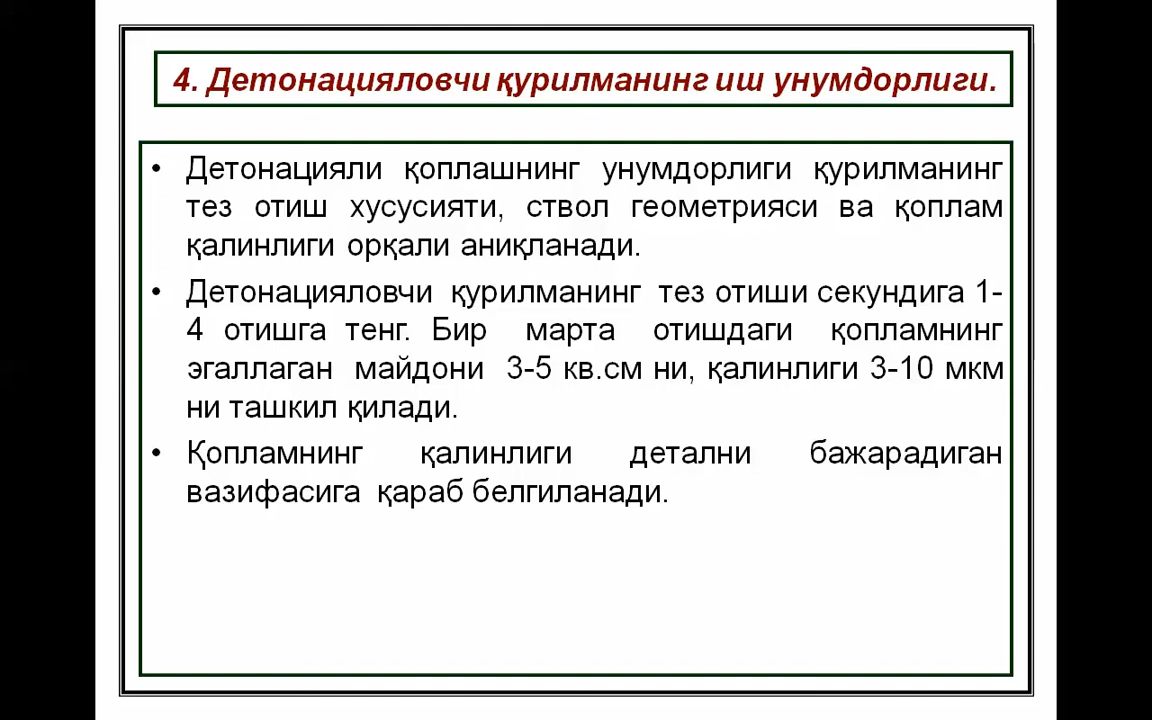 4. Детонацияловчи қурилманинг иш унумдорлиги.
• Детонацияли қоплашнинг унумдорлиги қурилманинг
тез отиш хусусияти, ствол геометрияси ва қоплам
қалинлиги орқали аниқланади.
• Детонацияловчи қурилманинг тез отиши секундига 1-
4 отишга тенг. Бир марта отишдаги қопламнинг
эгаллаган майдони 3-5 кв.см ни, қалинлиги 3-10 мкм
ни ташкил қилади.
• Қопламнинг қалинлиги детални бажарадиган
вазифасига қараб белгиланади.